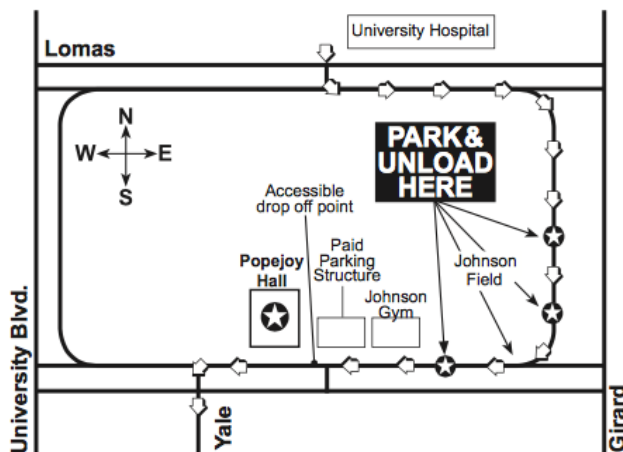 University Hospital
Lomas
N
W E
S
PARK &
UNLOAD
HERE
Accessible
drop off point
Popejoy
Hall
Paid
Parking
Structure
Johnson
Gym
Johnson
Field
University Blvd.
Yale
Girard